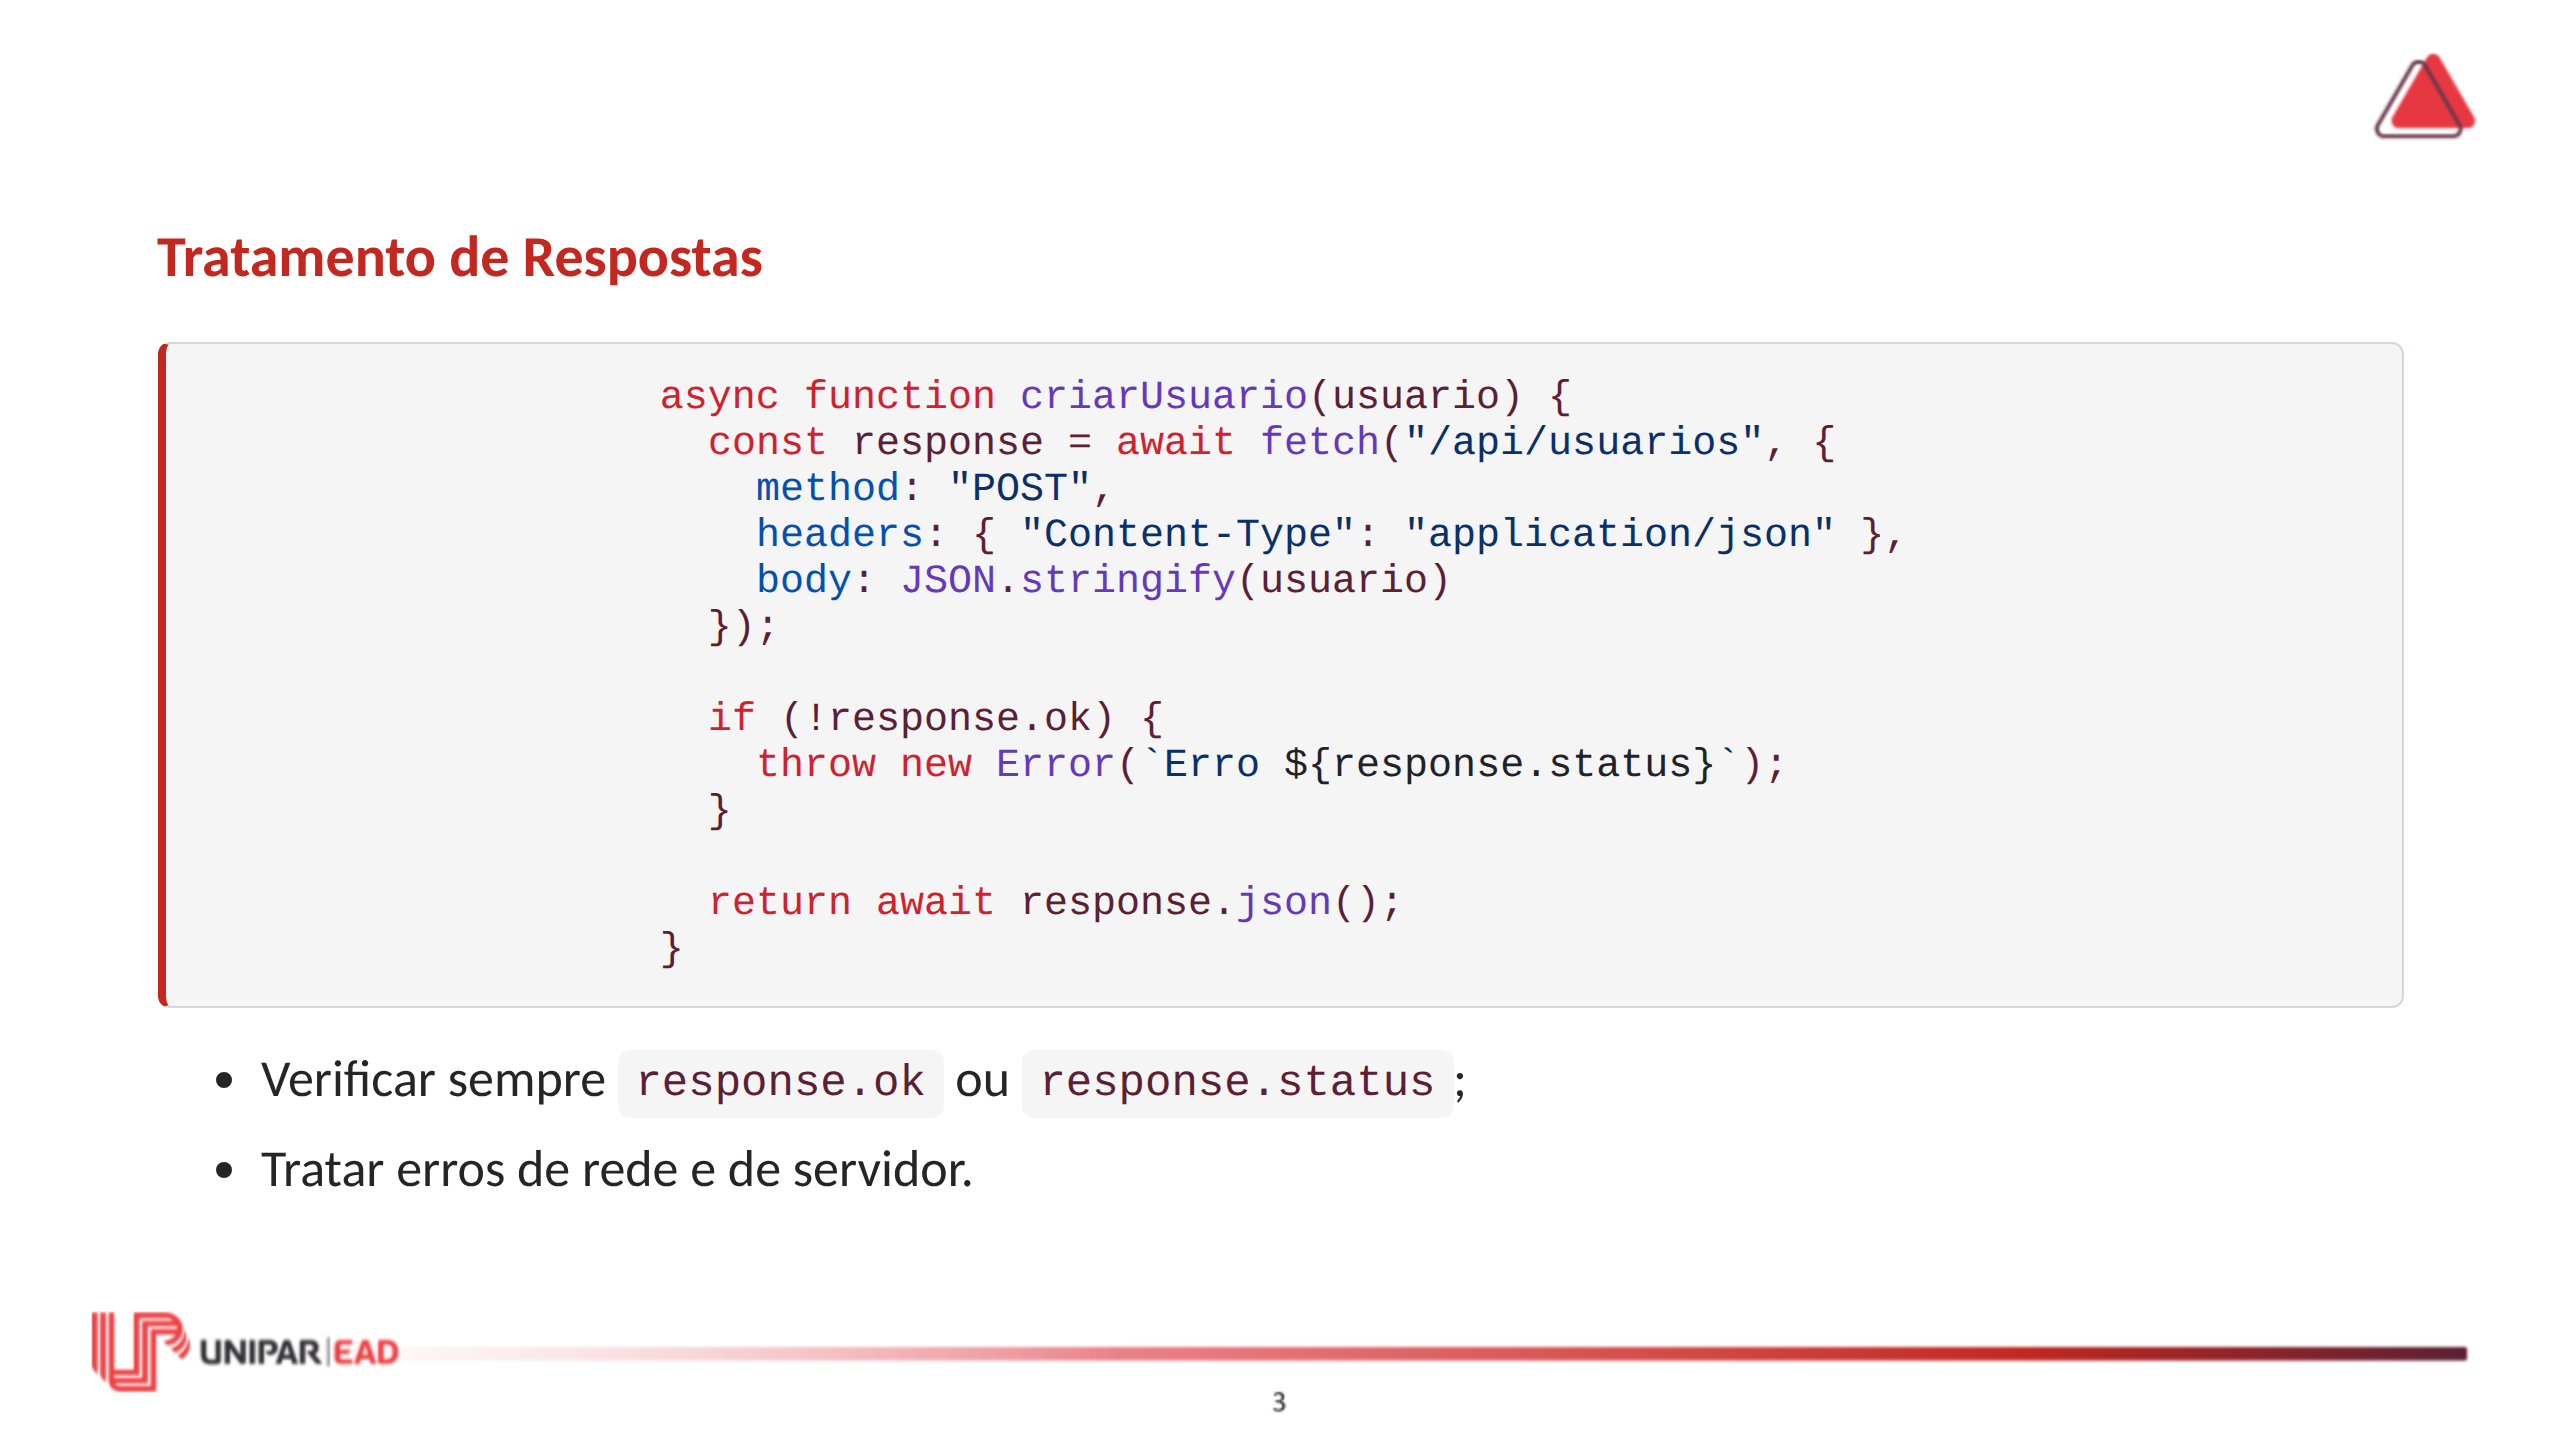 Tratamento de Respostas
async function criarUsuario(usuario) {
  const response = await fetch("/api/usuarios", {
    method: "POST",
    headers: { "Content-Type": "application/json" },
    body: JSON.stringify(usuario)
  });
  if (!response.ok) {
    throw new Error(`Erro ${response.status}`);
  }
  return await response.json();
}
• Verificar sempre response.ok ou response.status;
• Tratar erros de rede e de servidor.
UNIPAR|EAD
3